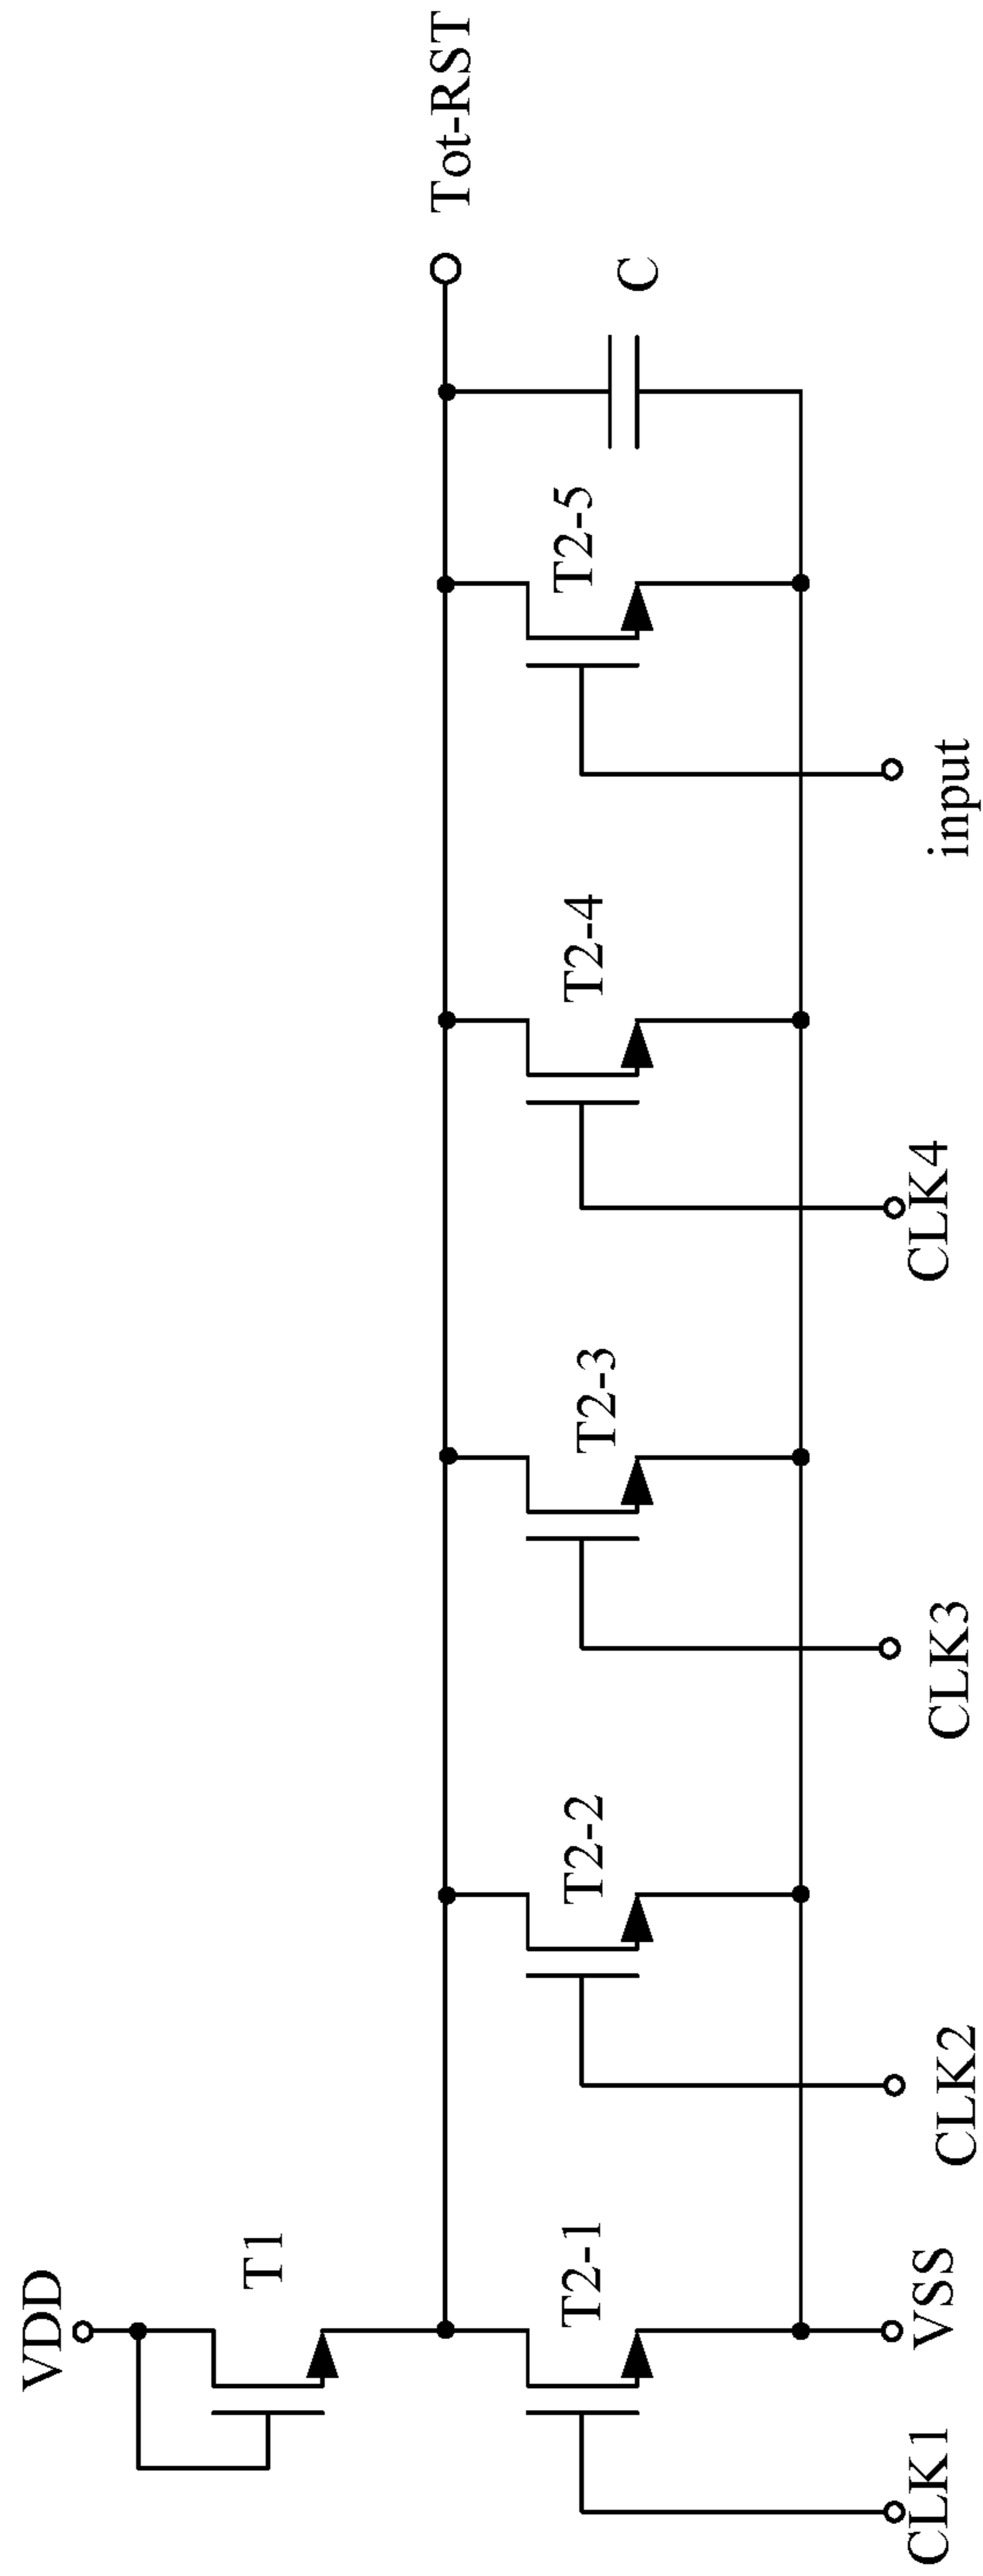 VDD
T1
Tot-RST
T2-1
T2-2
T2-3
T2-4
T2-5
C
CLK1
VSS
CLK2
CLK3
CLK4
input